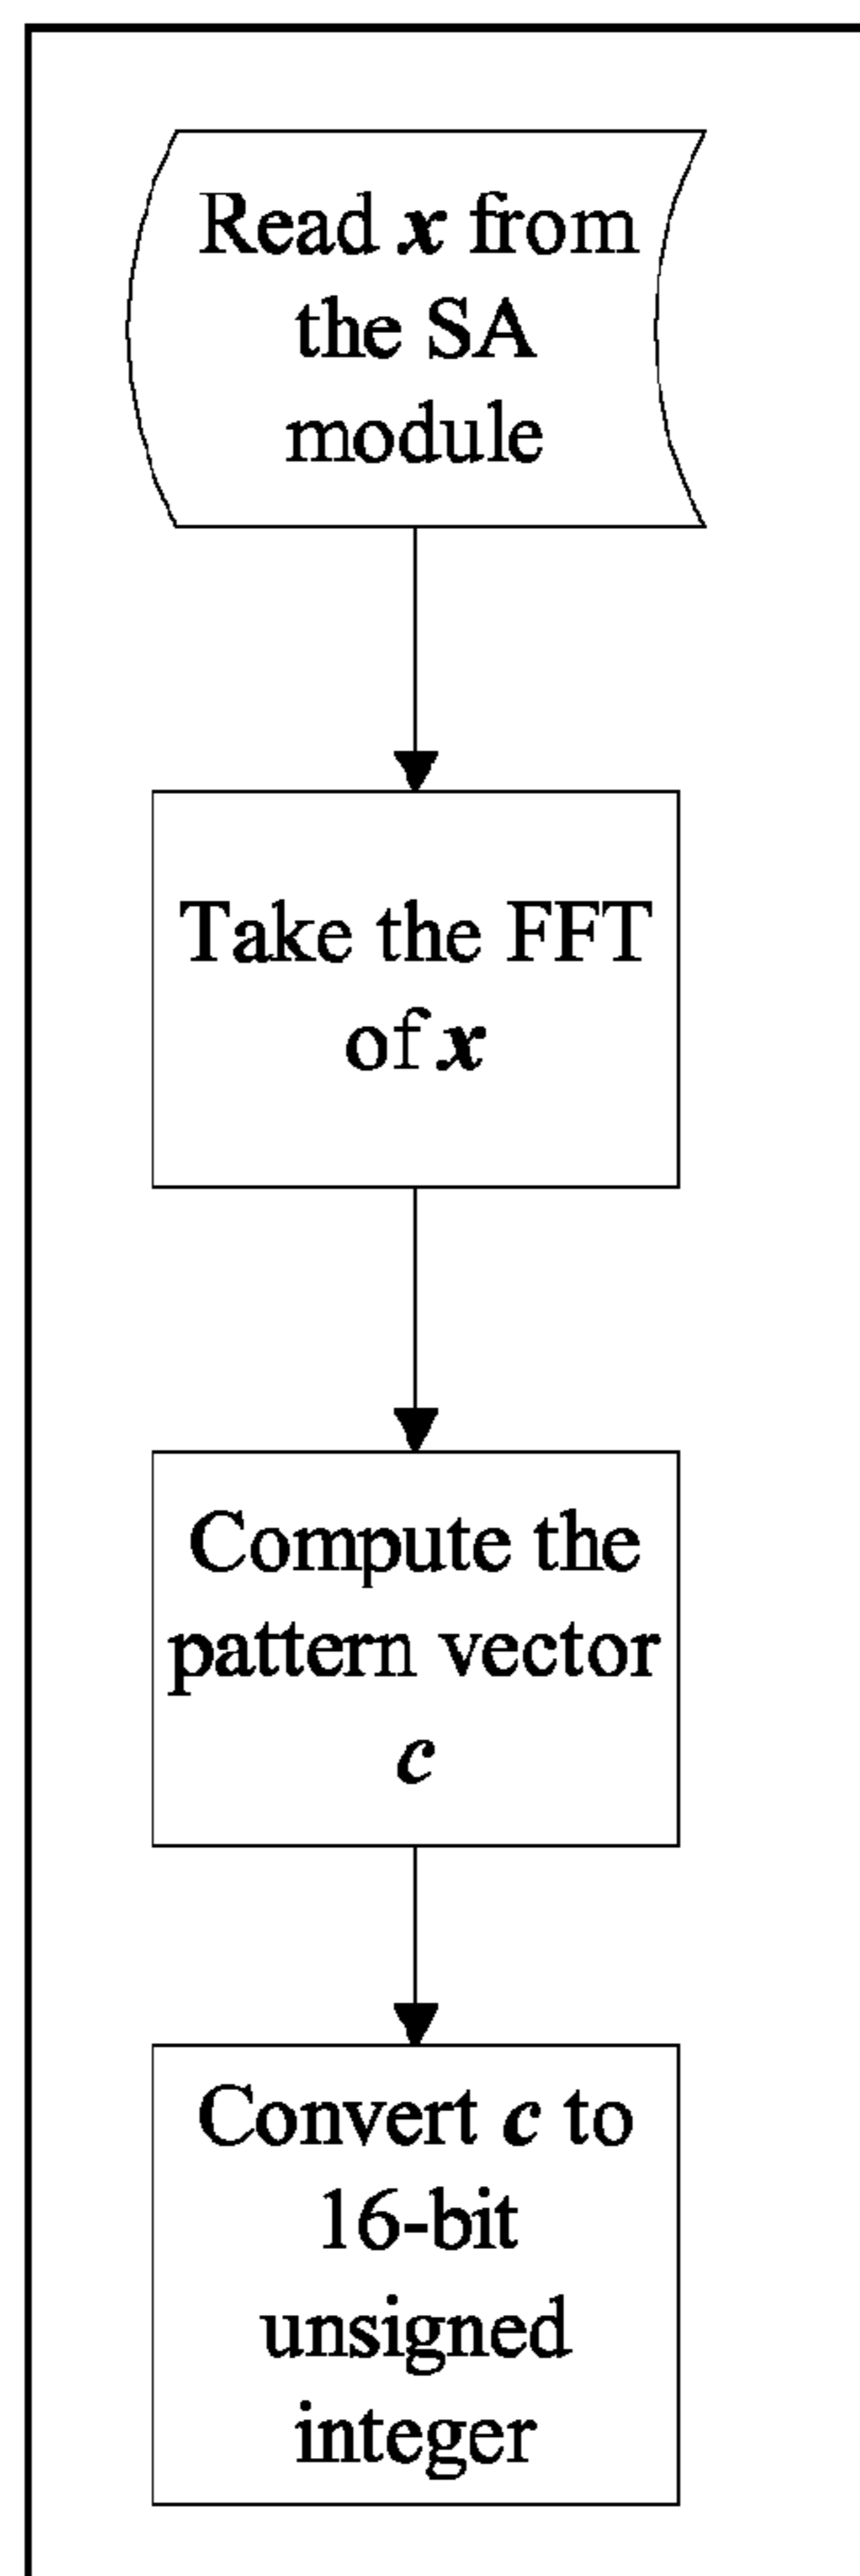 Read x from
the SA
module
Take the FFT
of x
Compute the
pattern vector
c
Convert c to
16-bit
unsigned
integer